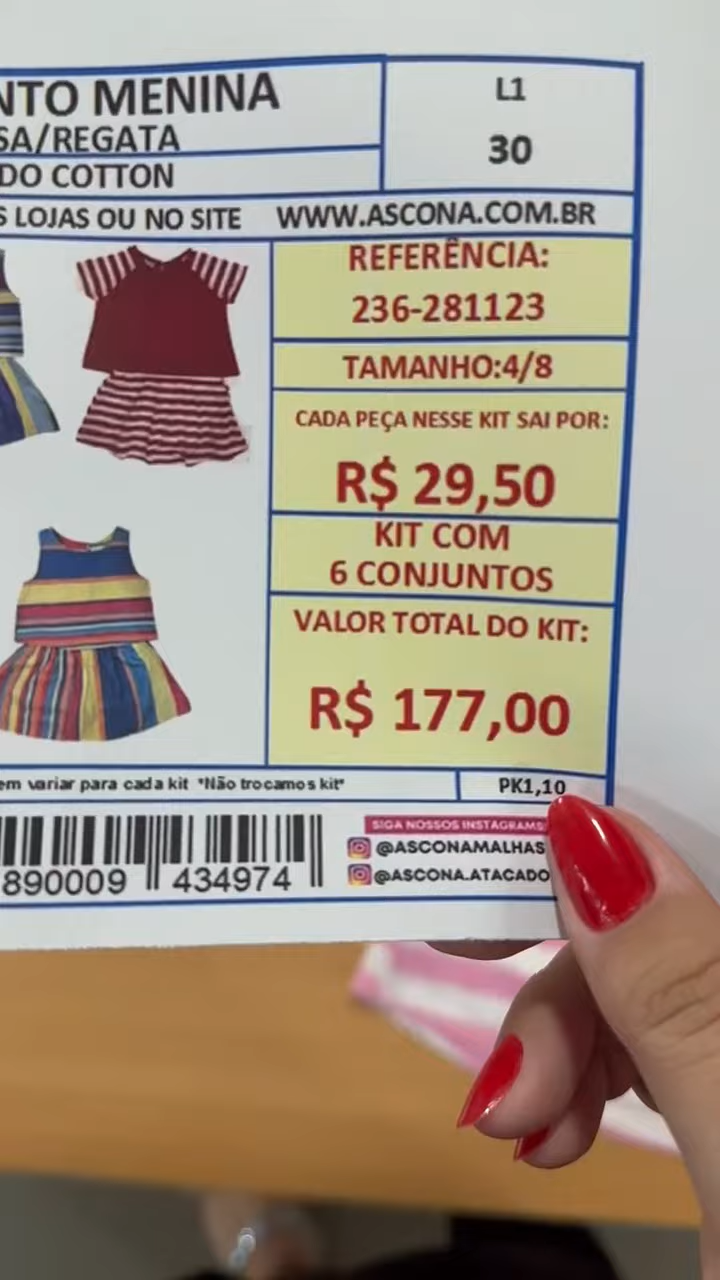 NTO MENINA
SA/REGATA
DO COTTON
L1
30
S LOJAS OU NO SITE WWW.ASCONA.COM.BR
REFERÊNCIA:
236-281123
TAMANHO:4/8
CADA PEÇA NESSE KIT SAI POR:
R$ 29,50
KIT COM
6 CONJUNTOS
VALOR TOTAL DO KIT:
R$ 177,00
em variar para cada kit *Não trocamos kit*
PK1,10
SIGA NOSSOS INSTAGRAMS
@ASCONAMALHAS
@ASCONA.ATACADO
890009 434974